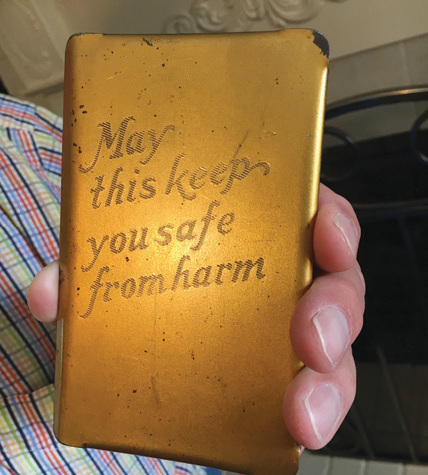 May
this keep
you safe
from harm